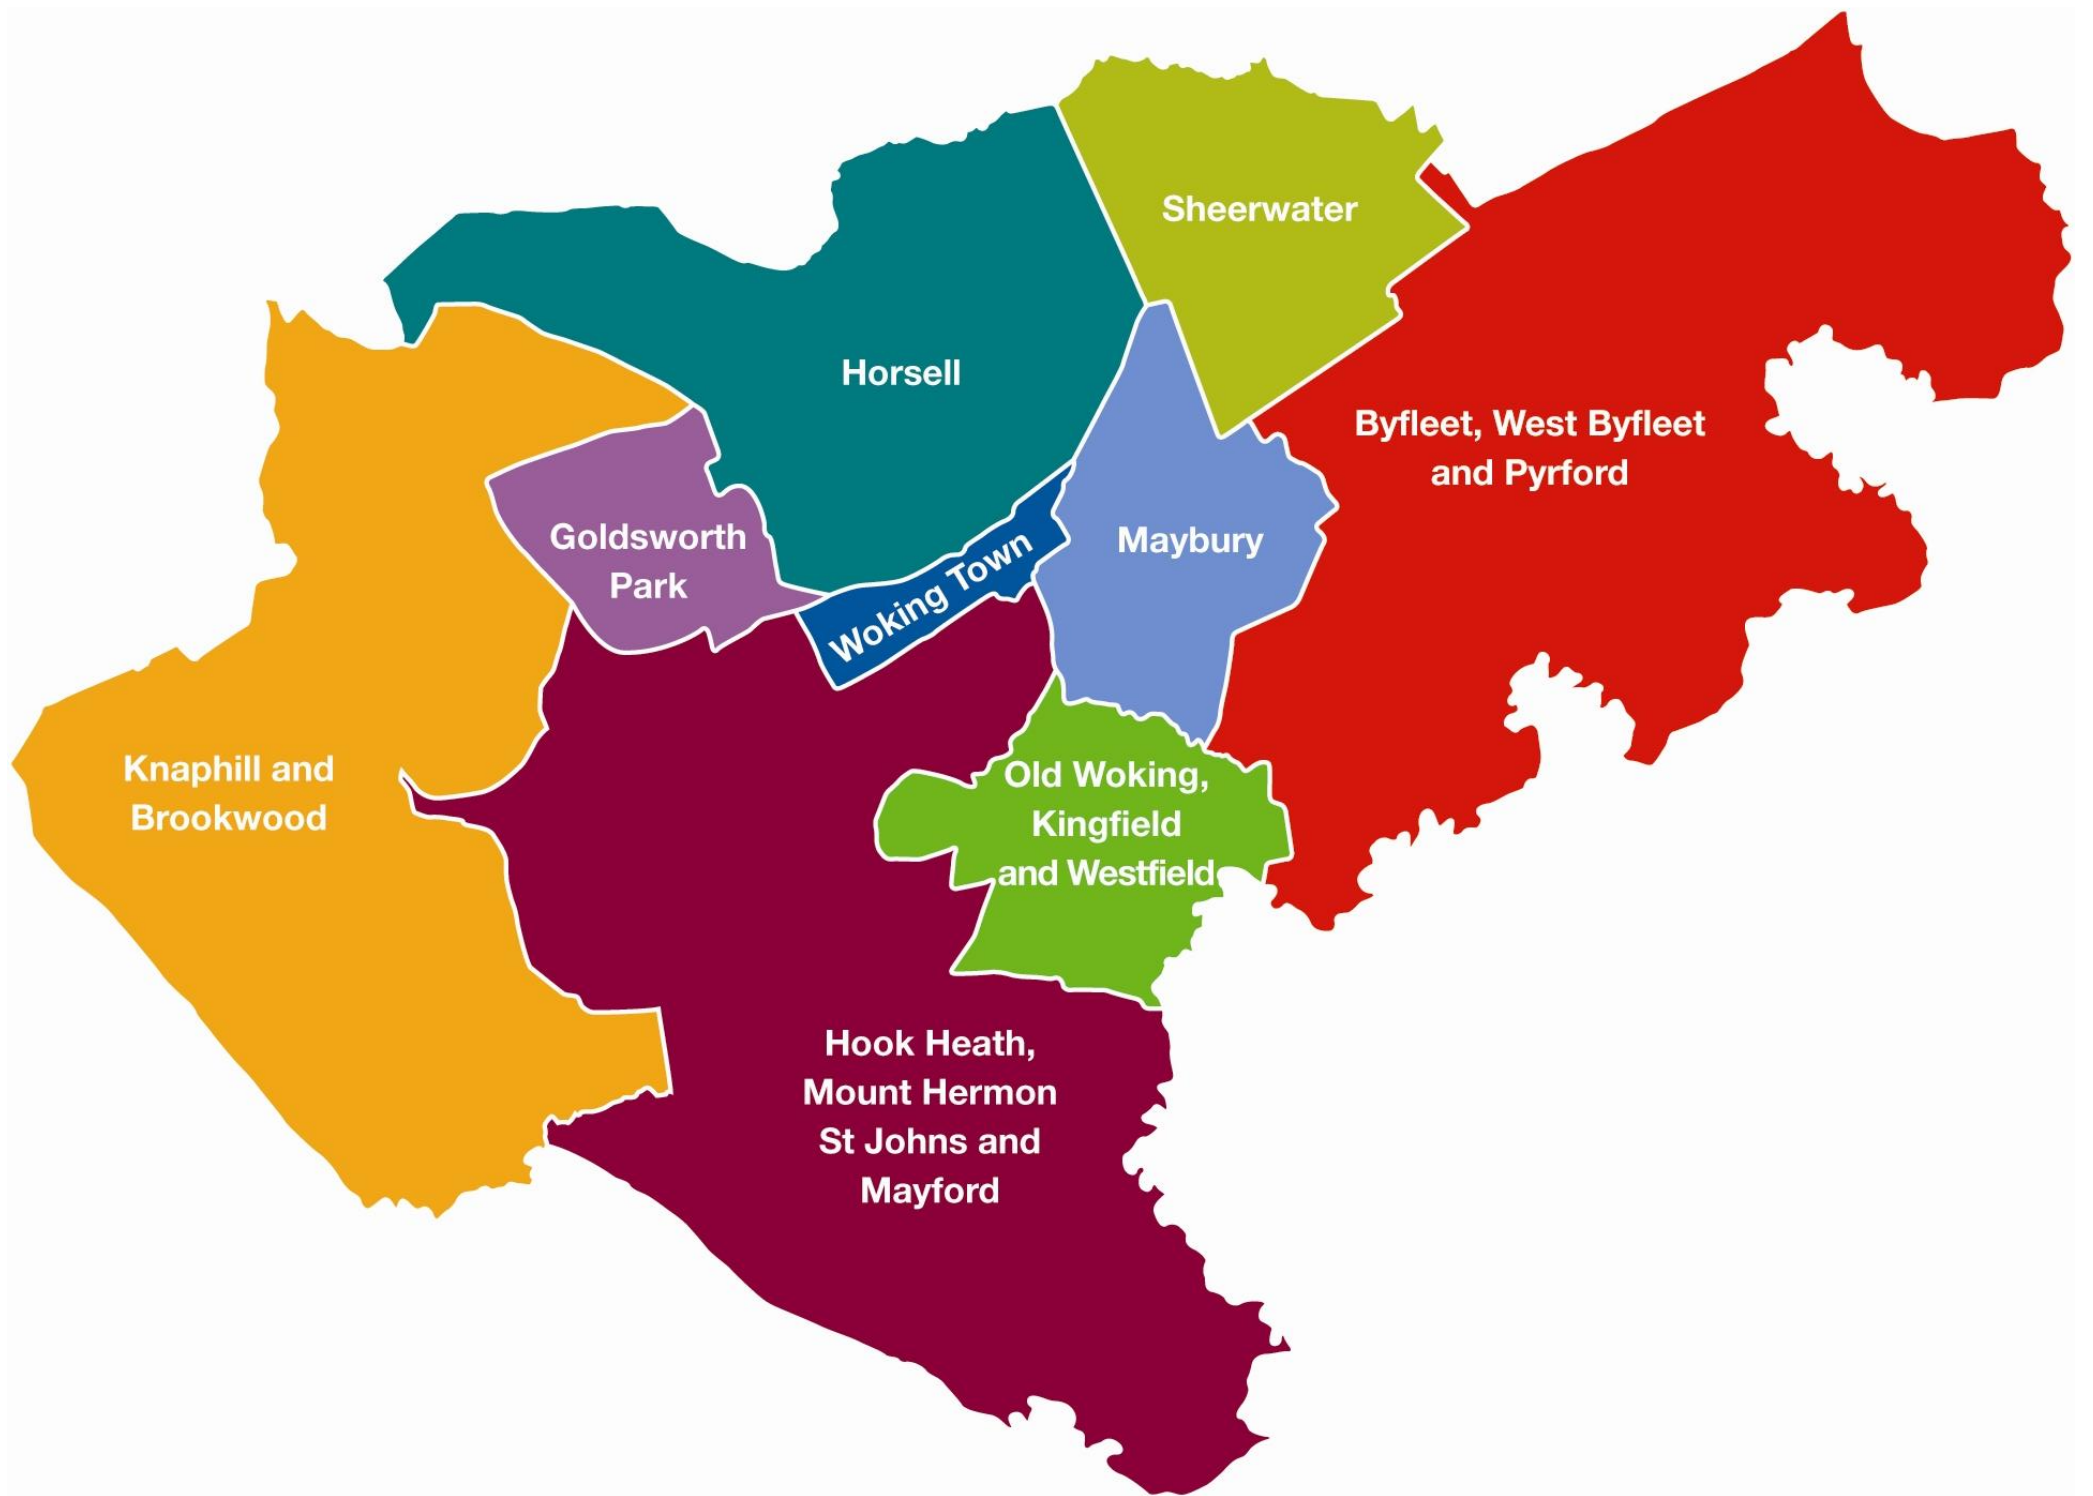 Sheerwater
Horsell
Byfleet, West Byfleet
and Pyrford
Goldsworth
Park
Woking Town
Maybury
Knaphill and
Brookwood
Old Woking,
Kingfield
and Westfield
Hook Heath,
Mount Hermon
St Johns and
Mayford